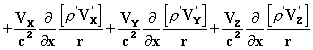 + V_X/c² ∂/∂x [ρ'V'_X]/r + V_Y/c² ∂/∂x [ρ'V'_Y]/r + V_Z/c² ∂/∂x [ρ'V'_Z]/r